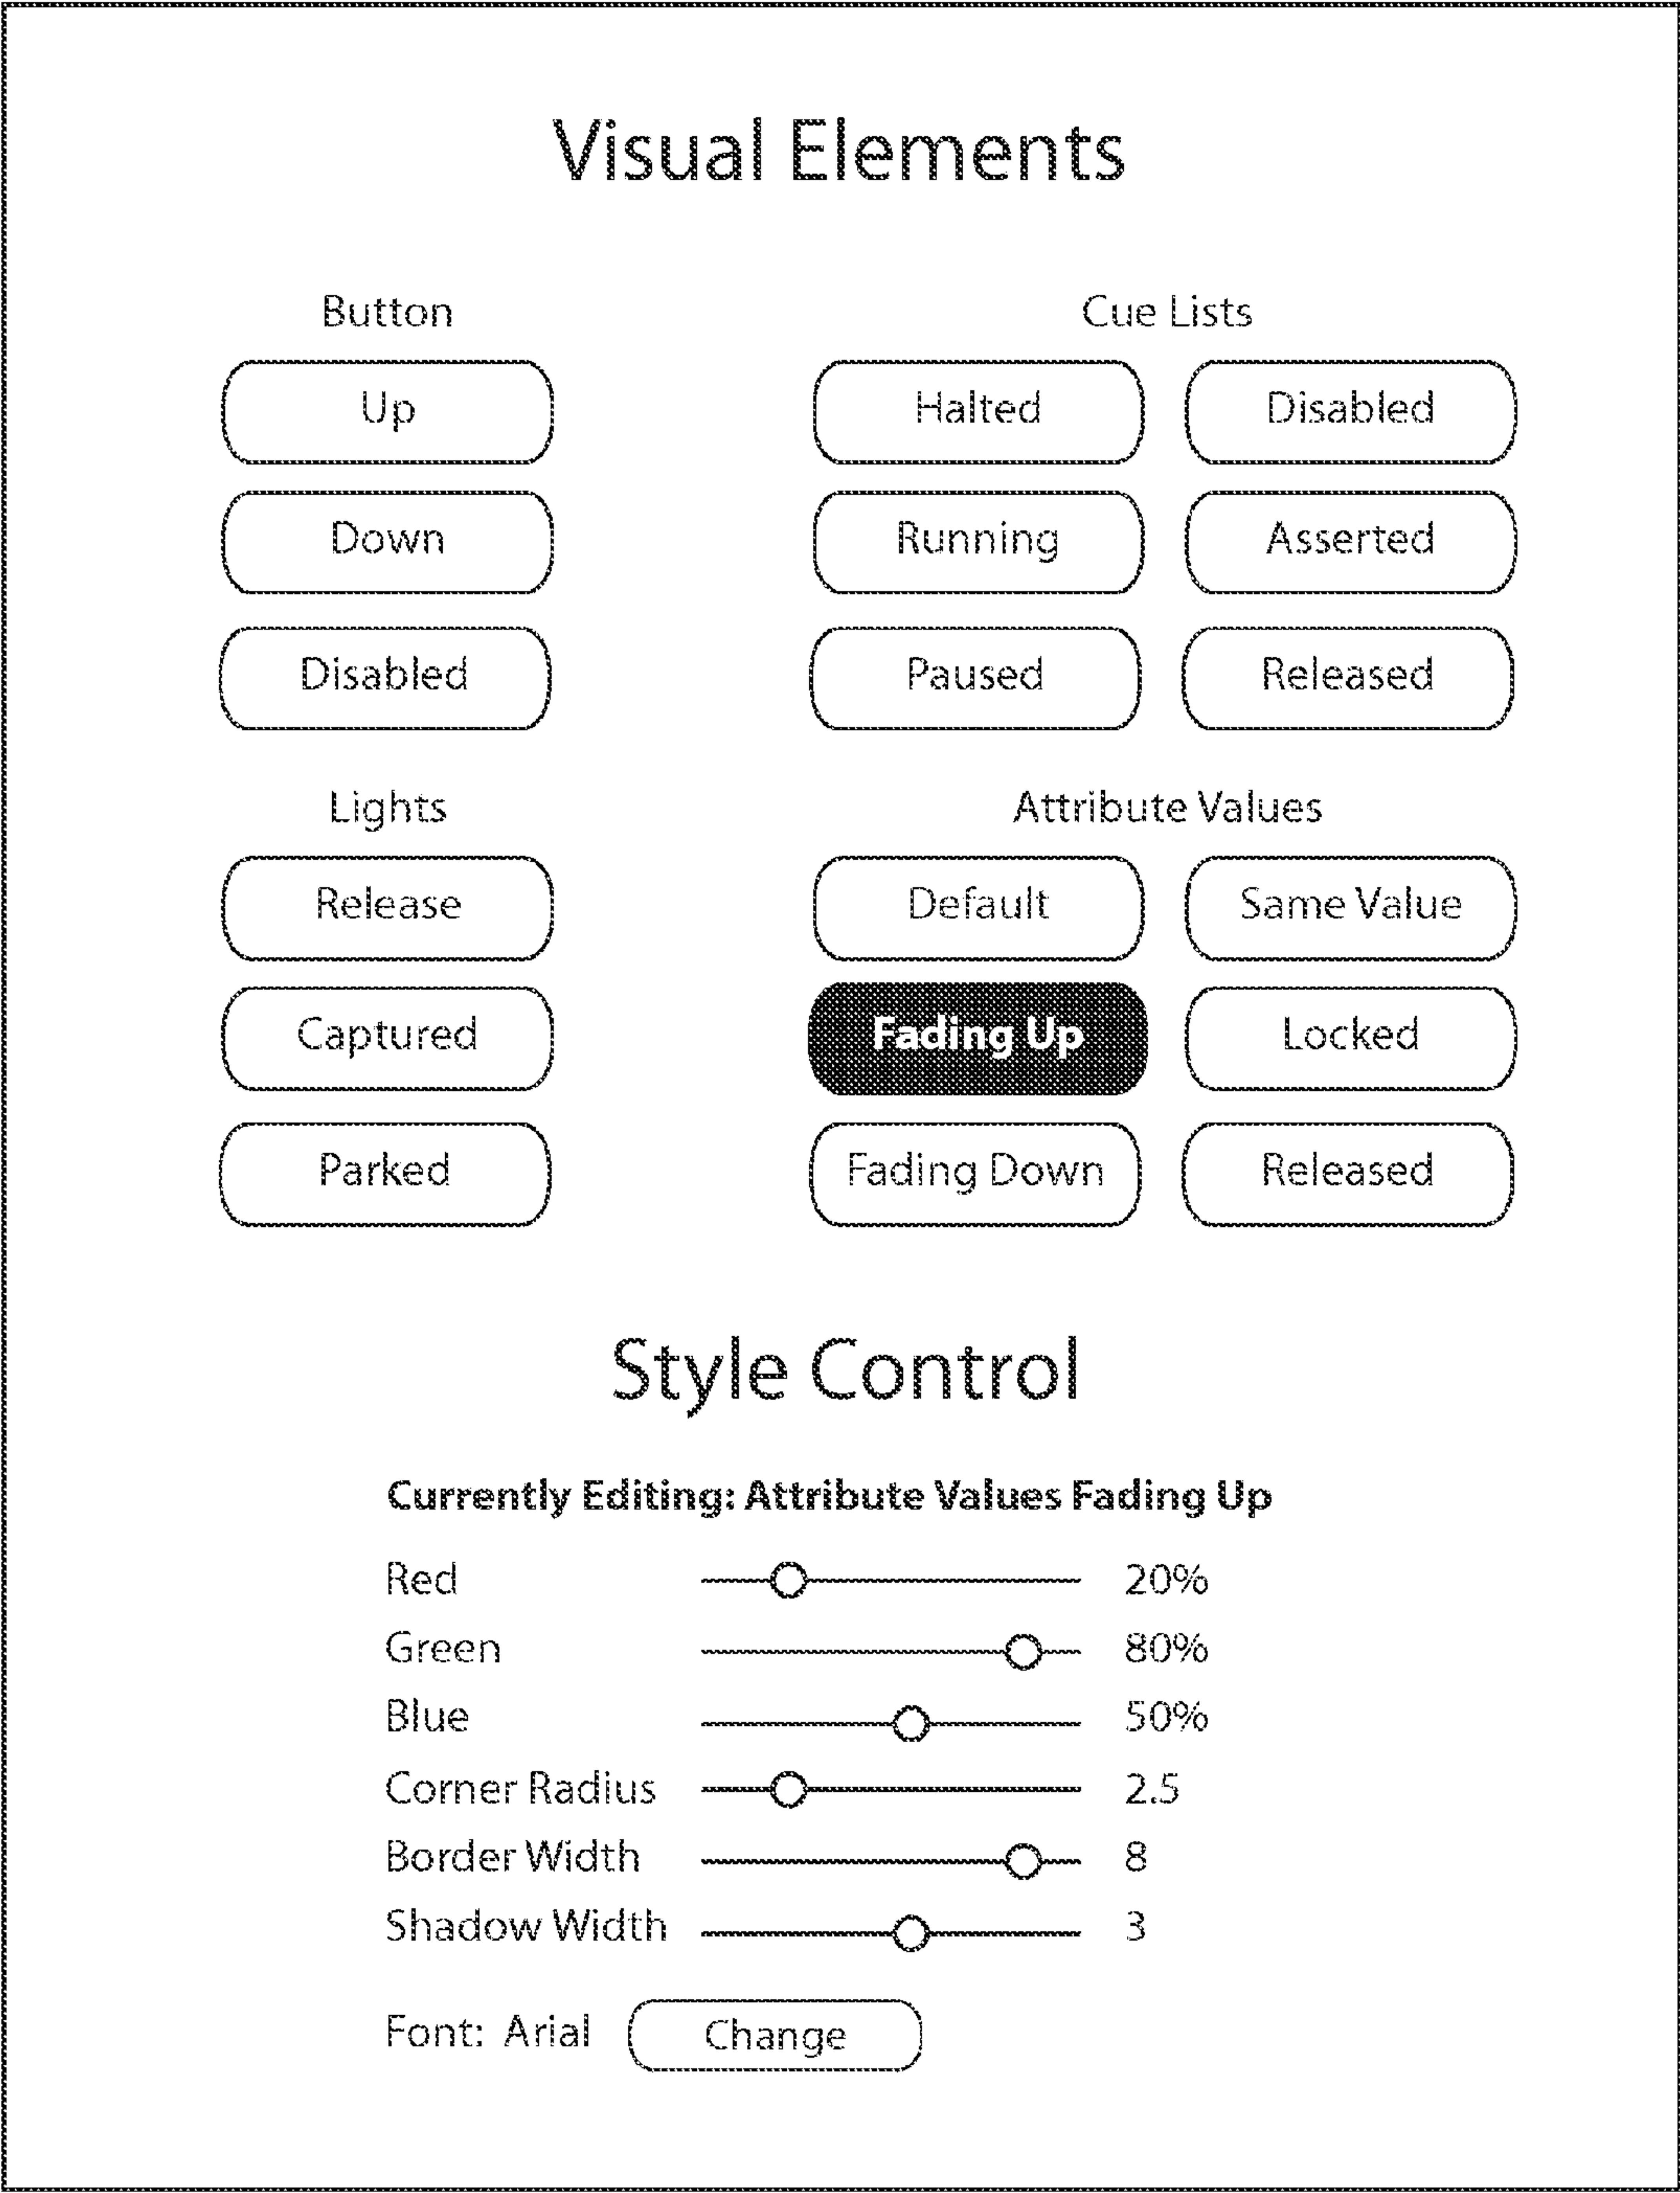 Visual Elements
Button
Up
Down
Disabled
Cue Lists
Halted Disabled
Running Asserted
Paused Released
Lights
Release
Captured
Parked
Attribute Values
Default Same Value
Fading Up Locked
Fading Down Released
Style Control
Currently Editing: Attribute Values Fading Up
Red 20%
Green 80%
Blue 50%
Corner Radius 2.5
Border Width 8
Shadow Width 3
Font: Arial Change